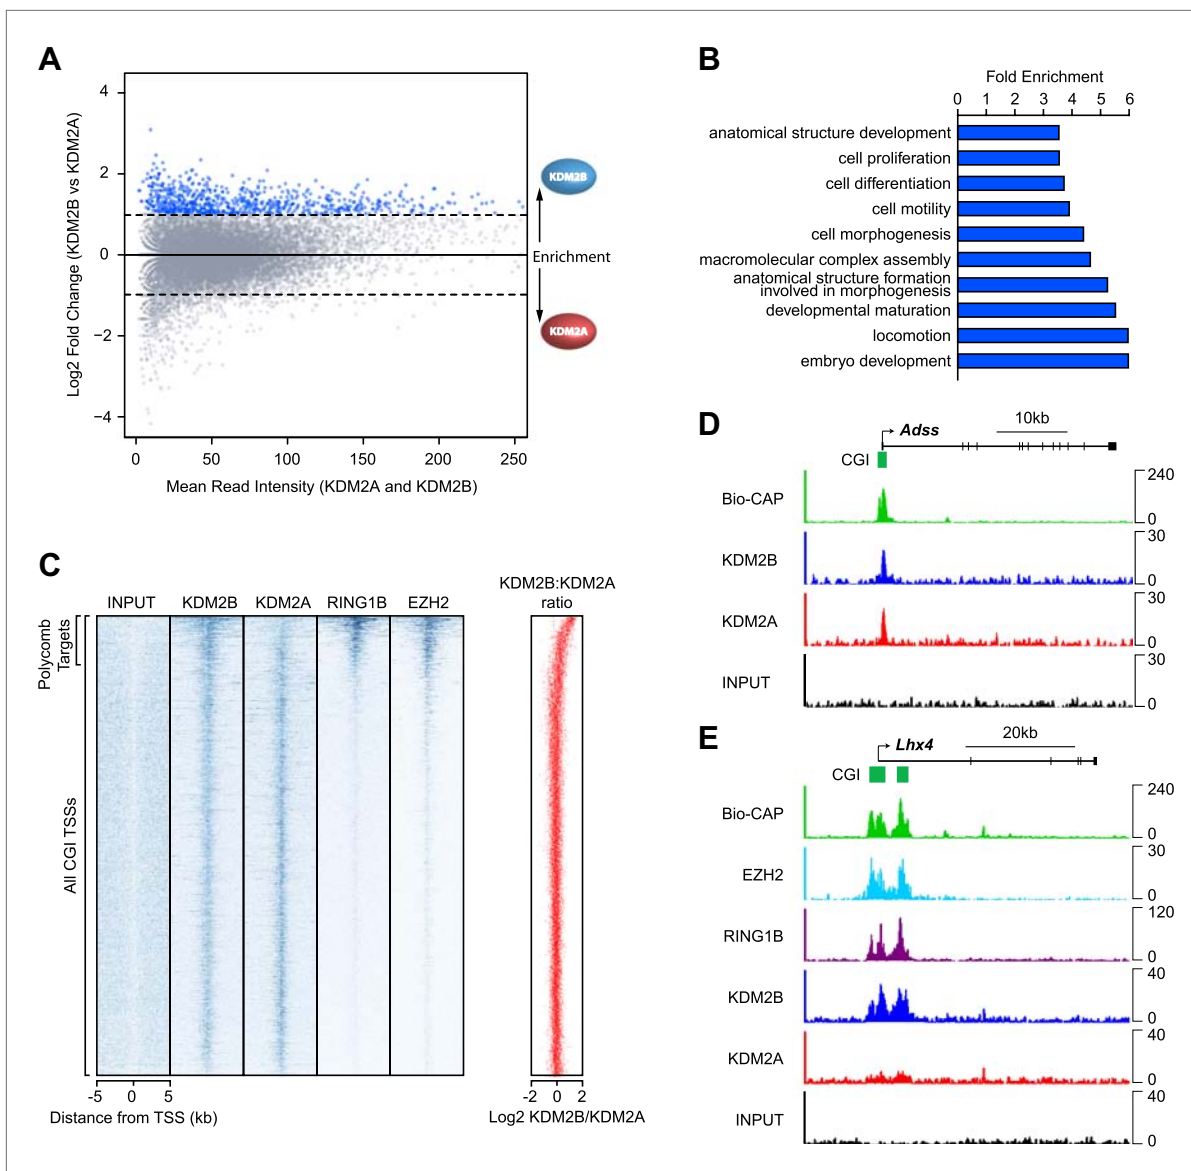 A
Log2 Fold Change (KDM2B vs KDM2A)
4
2
0
−2
−4
0 50 100 150 200 250
Mean Read Intensity (KDM2A and KDM2B)
KDM2B
Enrichment
KDM2A
B
Fold Enrichment
0 1 2 3 4 5 6
anatomical structure development
cell proliferation
cell differentiation
cell motility
cell morphogenesis
macromolecular complex assembly
anatomical structure formation
involved in morphogenesis
developmental maturation
locomotion
embryo development
C
INPUT KDM2B KDM2A RING1B EZH2
KDM2B:KDM2A
ratio
Polycomb
Targets
All CGI TSSs
-5 0 5
Distance from TSS (kb)
-2 0 2
Log2 KDM2B/KDM2A
D
Adss
10kb
CGI
Bio-CAP
240
0
KDM2B
30
0
KDM2A
30
0
INPUT
30
0
E
Lhx4
20kb
CGI
Bio-CAP
240
0
EZH2
30
0
RING1B
120
0
KDM2B
40
0
KDM2A
40
0
INPUT
40
0